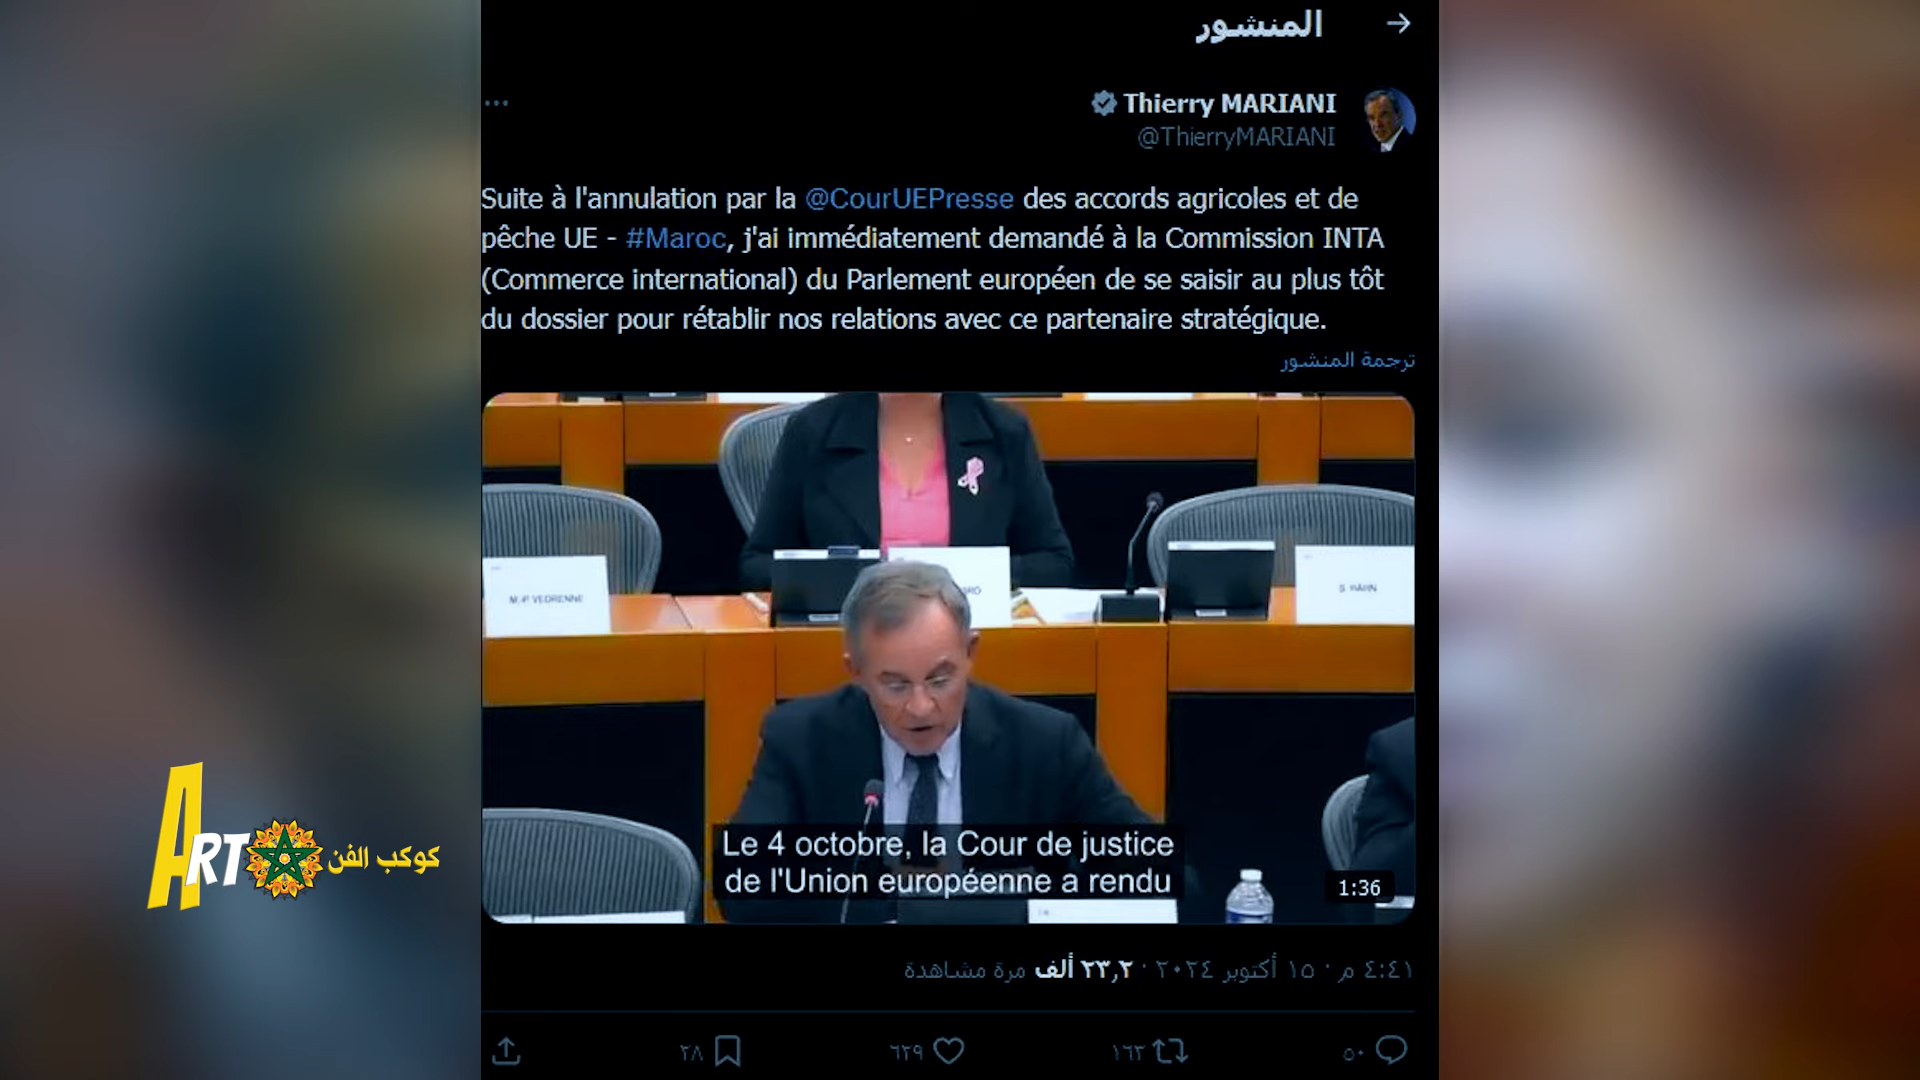 المنشور
Thierry MARIANI
@ThierryMARIANI
Suite à l'annulation par la @CourUEPresse des accords agricoles et de
pêche UE - #Maroc, j'ai immédiatement demandé à la Commission INTA
(Commerce international) du Parlement européen de se saisir au plus tôt
du dossier pour rétablir nos relations avec ce partenaire stratégique.
ترجمة المنشور
M.-P. VEDRENNE
S. HAHN
Le 4 octobre, la Cour de justice
de l'Union européenne a rendu
1:36
ART كوكب الفن
٤:٤١ م · ١٥ أكتوبر ٢٠٢٤ · ٢٣٫٢ ألف مرة مشاهدة
٥٠ ١٦٣ ٦٣٩ ٢٨